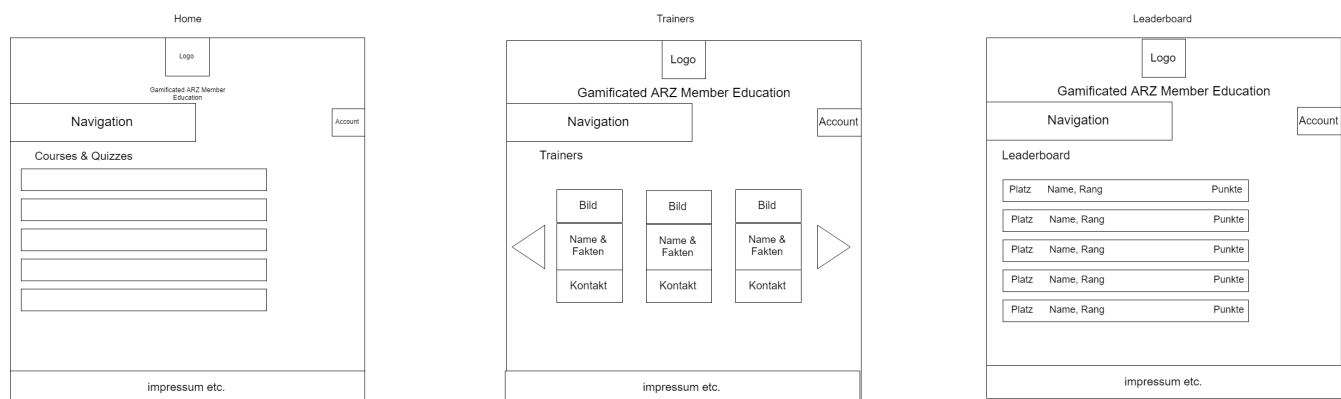 Home
Logo
Gamificated ARZ Member
Education
Navigation
Account
Courses & Quizzes
impressum etc.
Trainers
Logo
Gamificated ARZ Member Education
Navigation
Account
Trainers
Bild
Name &
Fakten
Kontakt
Bild
Name &
Fakten
Kontakt
Bild
Name &
Fakten
Kontakt
impressum etc.
Leaderboard
Logo
Gamificated ARZ Member Education
Navigation
Account
Leaderboard
Platz Name, Rang Punkte
Platz Name, Rang Punkte
Platz Name, Rang Punkte
Platz Name, Rang Punkte
Platz Name, Rang Punkte
impressum etc.